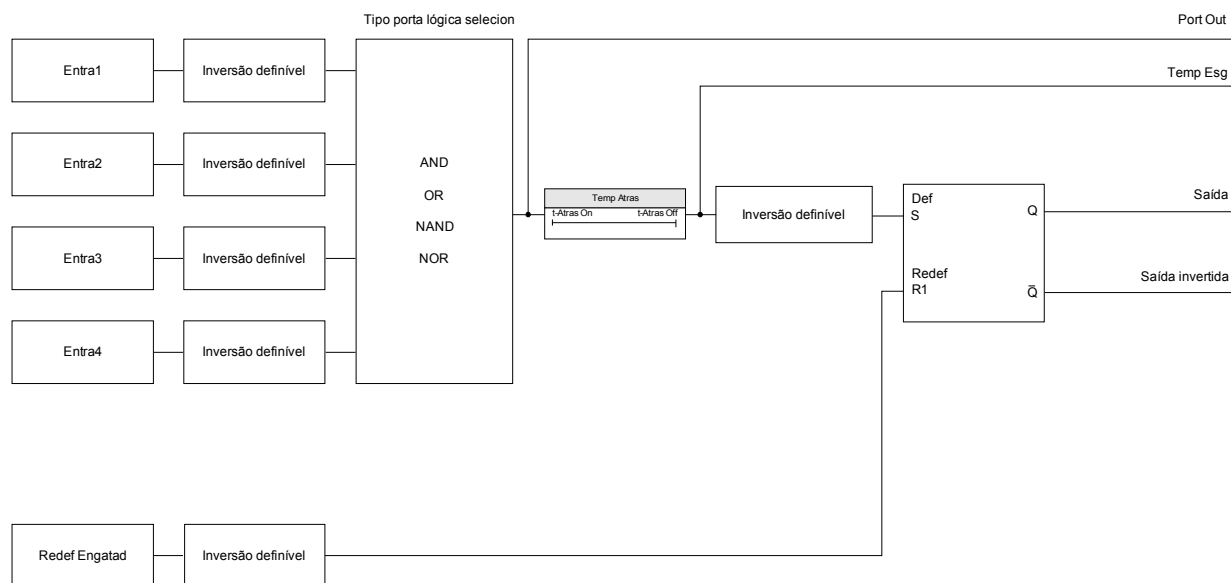 Tipo porta lógica selecion
Port Out
Entra1
Inversão definível
Temp Esg
Entra2
Inversão definível
AND
OR
NAND
NOR
Temp Atras
t-Atras On
t-Atras Off
Inversão definível
Def
S
Q
Saída
Entra3
Inversão definível
Redef
R1
Q̅
Saída invertida
Entra4
Inversão definível
Redef Engatad
Inversão definível